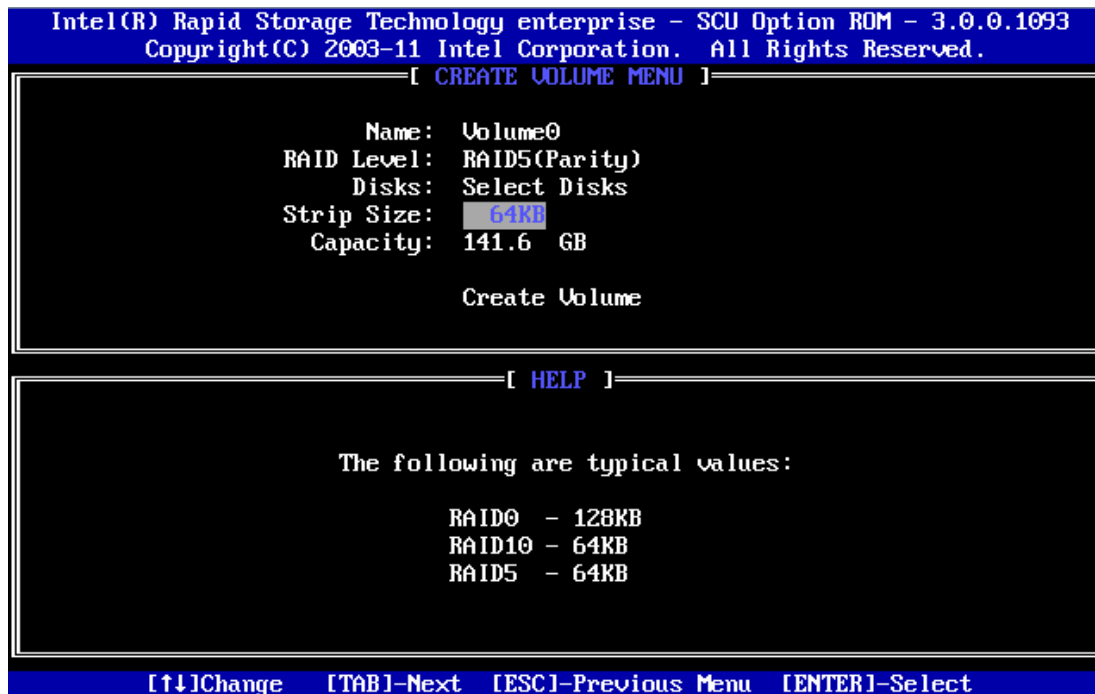 Intel(R) Rapid Storage Technology enterprise - SCU Option ROM - 3.0.0.1093
Copyright(C) 2003-11 Intel Corporation. All Rights Reserved.
[ CREATE VOLUME MENU ]
Name: Volume0
RAID Level: RAID5(Parity)
Disks: Select Disks
Strip Size: 64KB
Capacity: 141.6 GB
Create Volume
[ HELP ]
The following are typical values:
RAID0 - 128KB
RAID10 - 64KB
RAID5 - 64KB
[↑↓]Change [TAB]-Next [ESC]-Previous Menu [ENTER]-Select